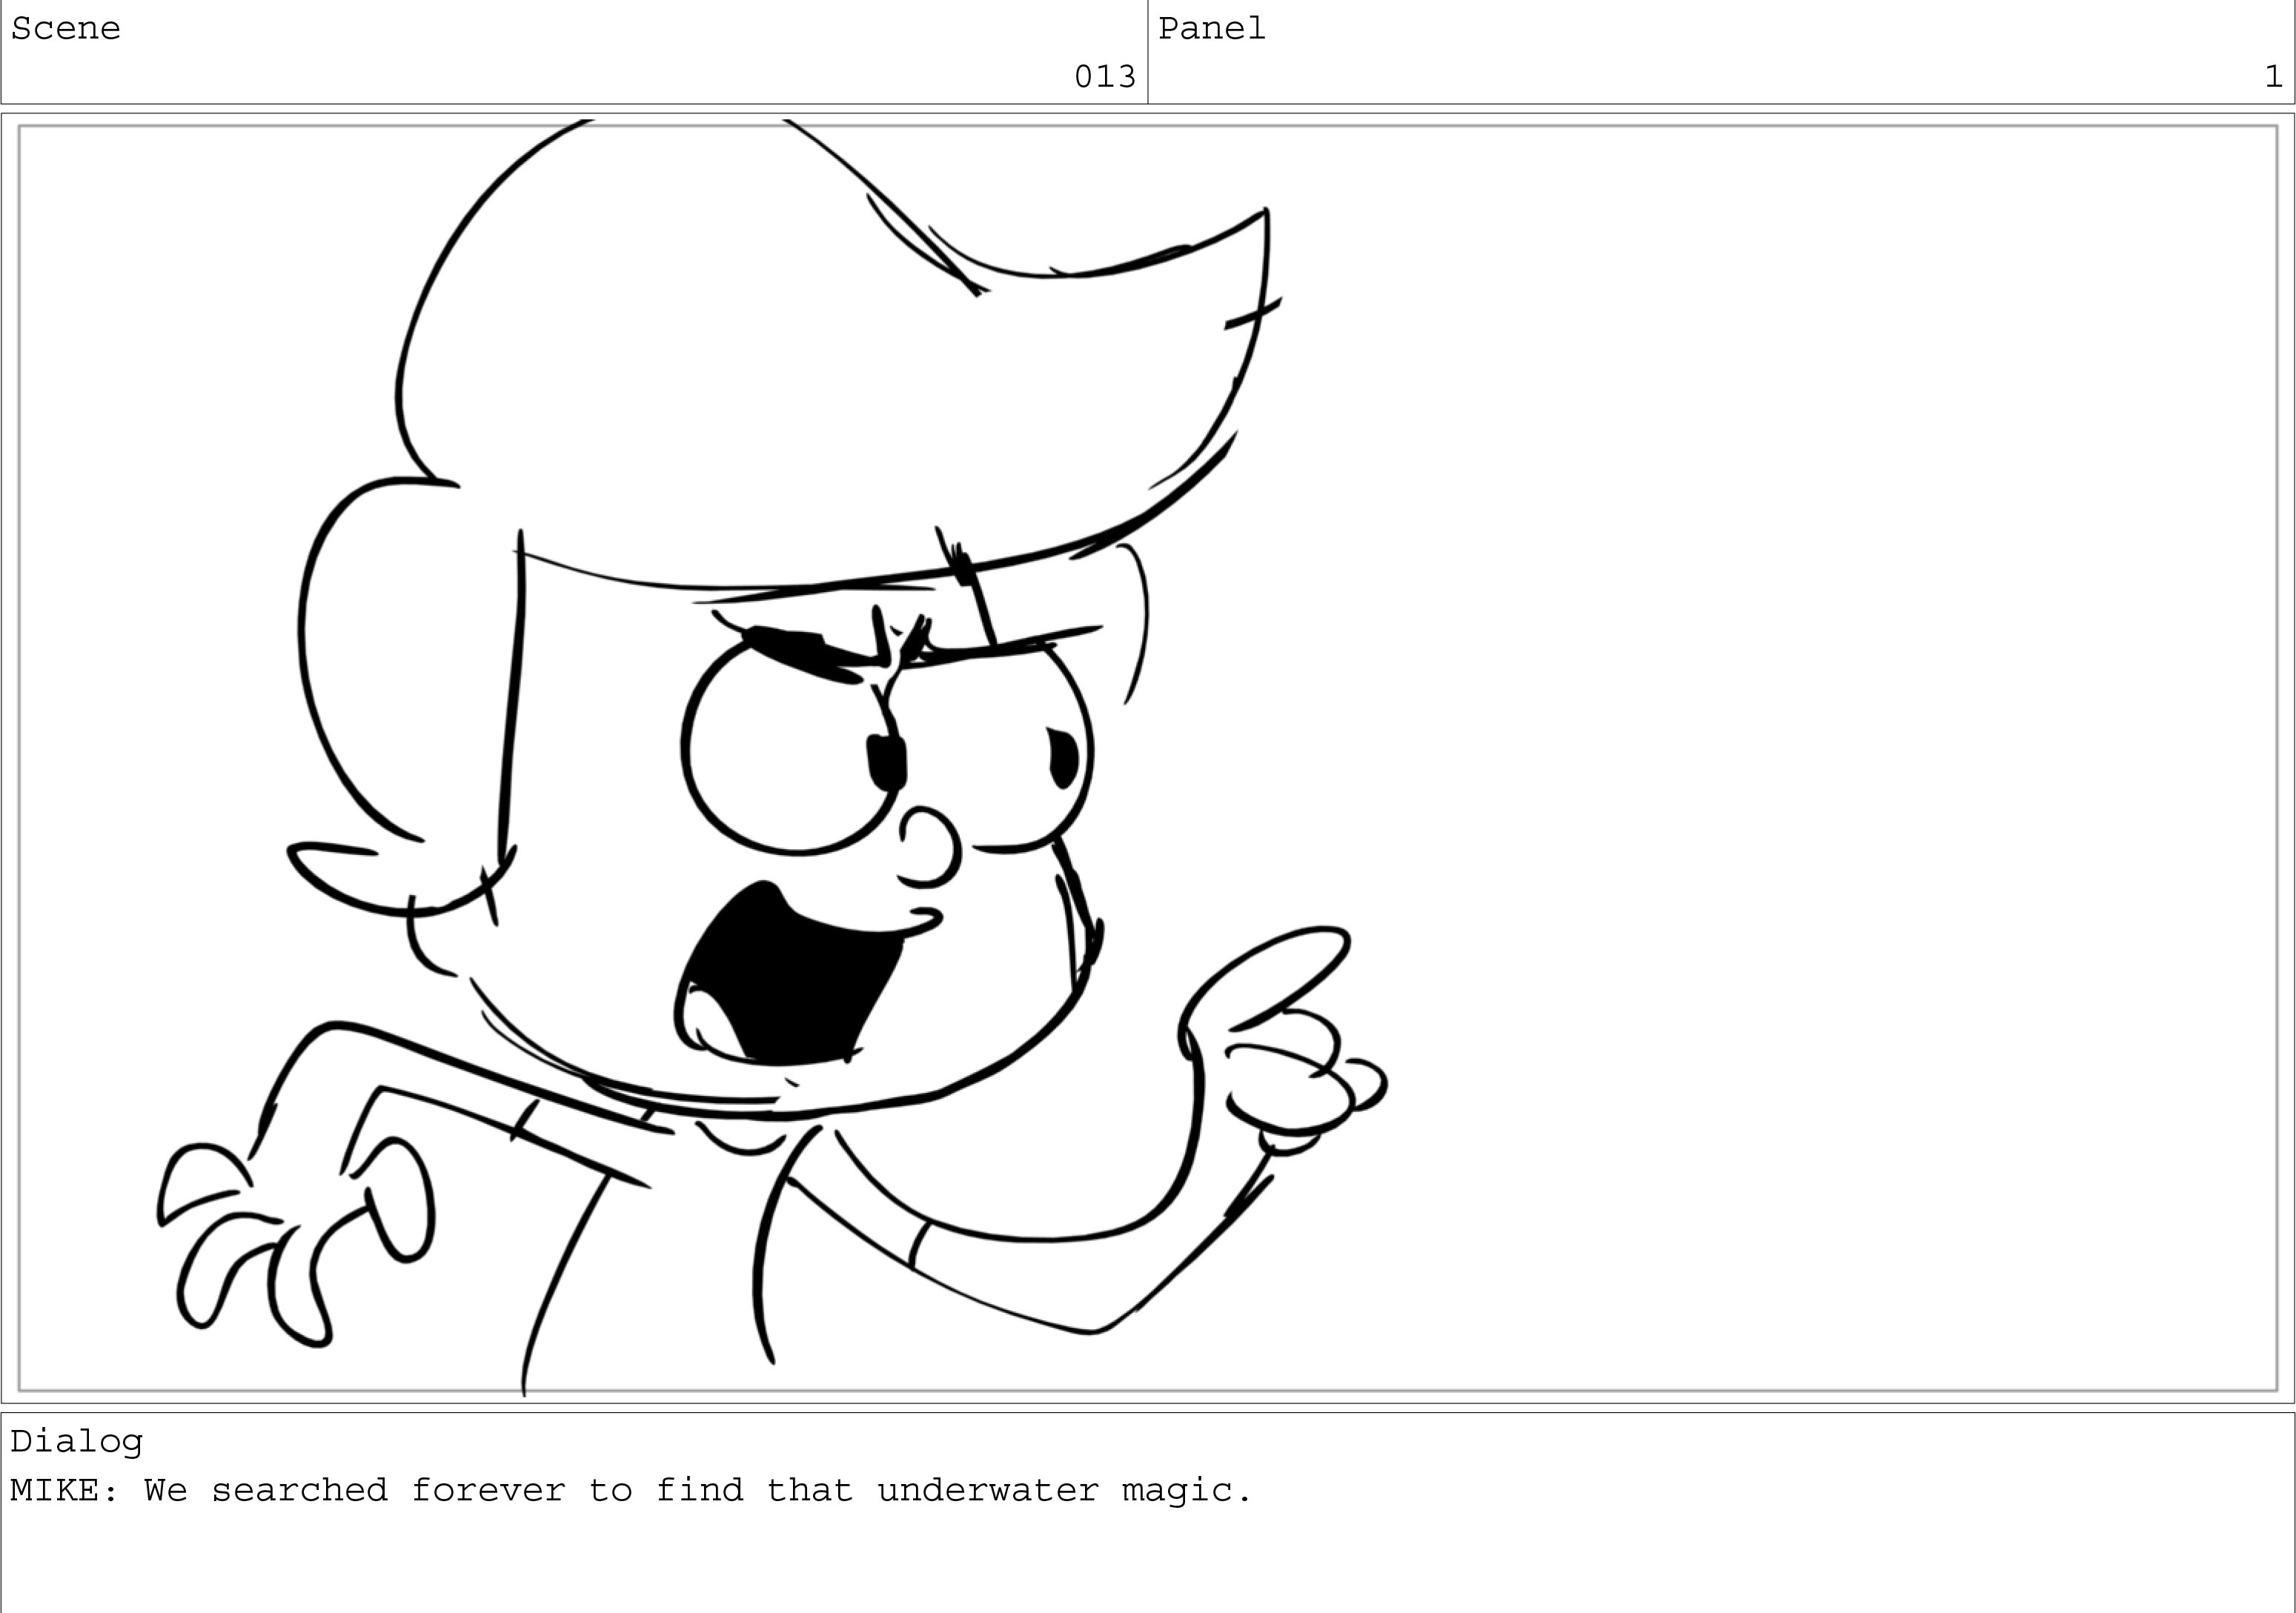 Scene
Panel
013
1
Dialog
MIKE: We searched forever to find that underwater magic.